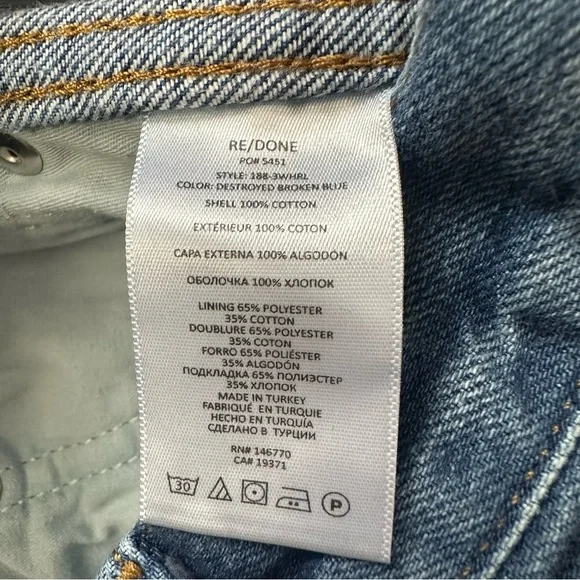 RE/DONE
PO# 5451
STYLE: 188-3WHRL
COLOR: DESTROYED BROKEN BLUE
SHELL 100% COTTON
EXTÉRIEUR 100% COTON
CAPA EXTERNA 100% ALGODÓN
ОБОЛОЧКА 100% ХЛОПОК
LINING 65% POLYESTER
35% COTTON
DOUBLURE 65% POLYESTER
35% COTON
FORRO 65% POLIÉSTER
35% ALGODÓN
ПОДКЛАДКА 65% ПОЛИЭСТЕР
35% ХЛОПОК
MADE IN TURKEY
FABRIQUÉ EN TURQUIE
HECHO EN TURQUÍA
СДЕЛАНО В ТУРЦИИ
RN# 146770
CA# 19371
30 P